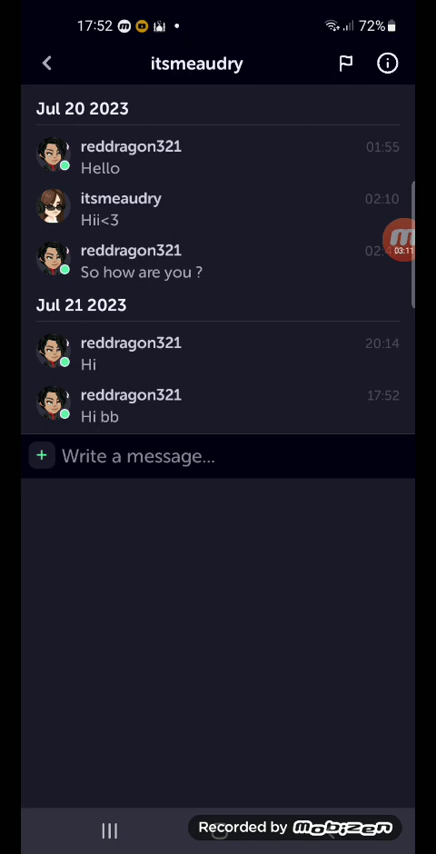 17:52 72%
itsmeaudry
Jul 20 2023
reddragon321 01:55
Hello
itsmeaudry 02:10
Hii<3
reddragon321
So how are you ?
03:11
Jul 21 2023
reddragon321 20:14
Hi
reddragon321 17:52
Hi bb
+ Write a message...
Recorded by mobizen